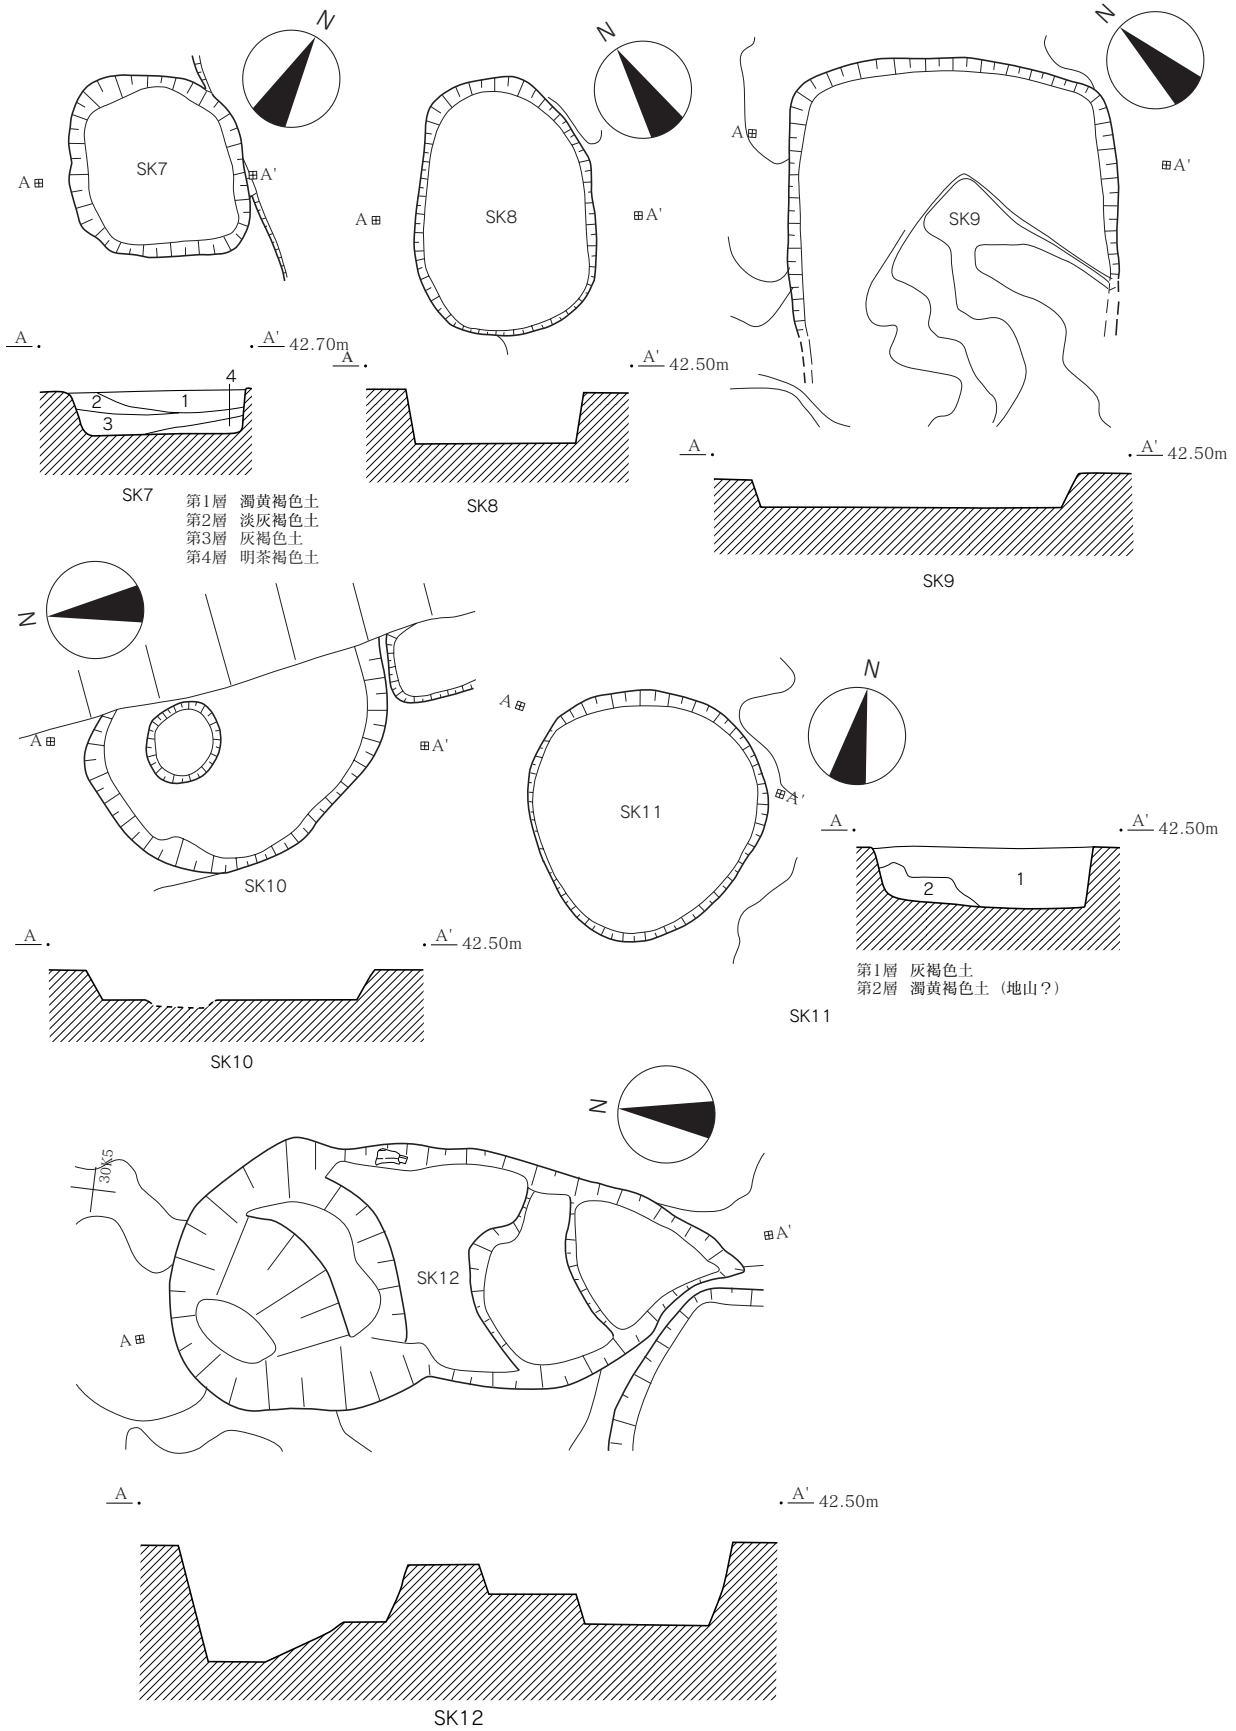 N
SK7
A
A'
A
A' 42.70m
1
2
3
4
SK7
第1層 濁黄褐色土
第2層 淡灰褐色土
第3層 灰褐色土
第4層 明茶褐色土
N
SK8
A
A'
A
A' 42.50m
SK8
N
SK9
A
A'
A
A' 42.50m
SK9
N
A
A'
SK10
A
A' 42.50m
SK10
N
A
SK11
A'
A
A' 42.50m
1
2
第1層 灰褐色土
第2層 濁黄褐色土（地山？）
SK11
N
30K5
SK12
A
A'
A
A' 42.50m
SK12